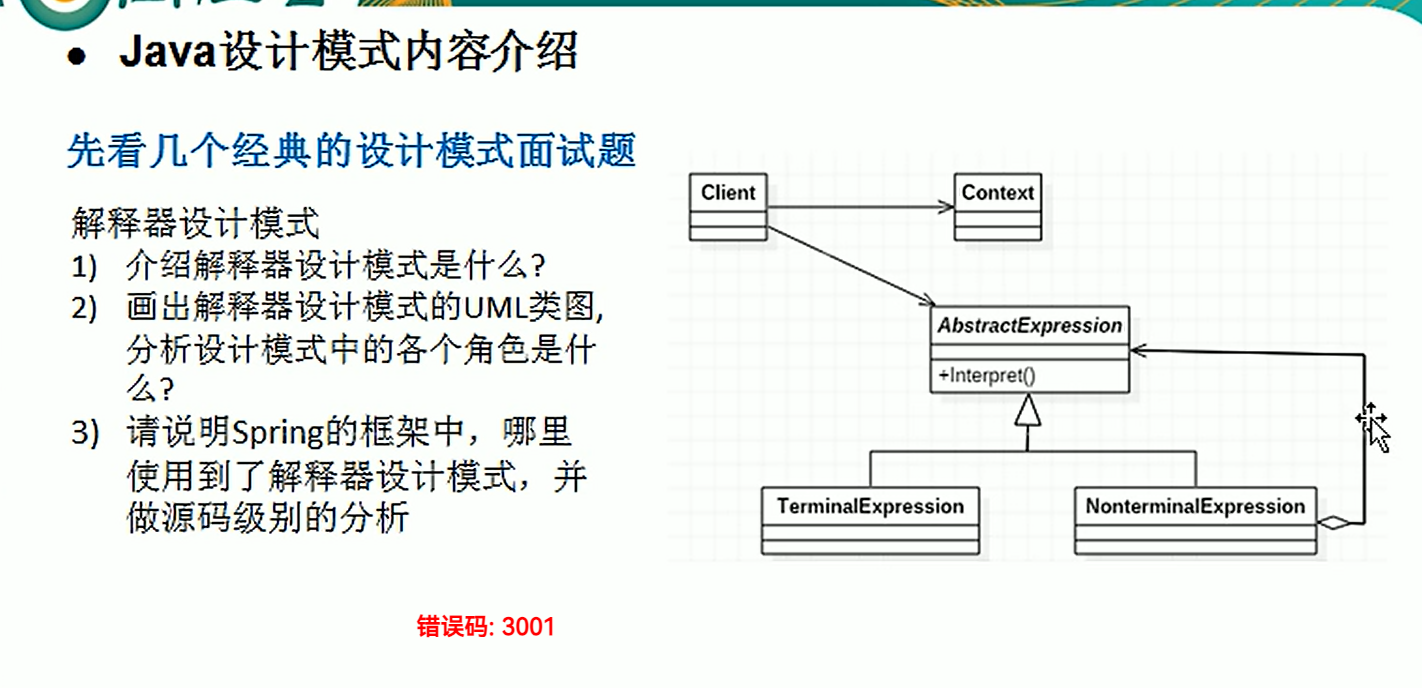 Java设计模式内容介绍
先看几个经典的设计模式面试题
解释器设计模式
1) 介绍解释器设计模式是什么?
2) 画出解释器设计模式的UML类图,
分析设计模式中的各个角色是什
么?
3) 请说明Spring的框架中，哪里
使用到了解释器设计模式，并
做源码级别的分析
Client
Context
AbstractExpression
+Interpret()
TerminalExpression
NonterminalExpression
错误码: 3001